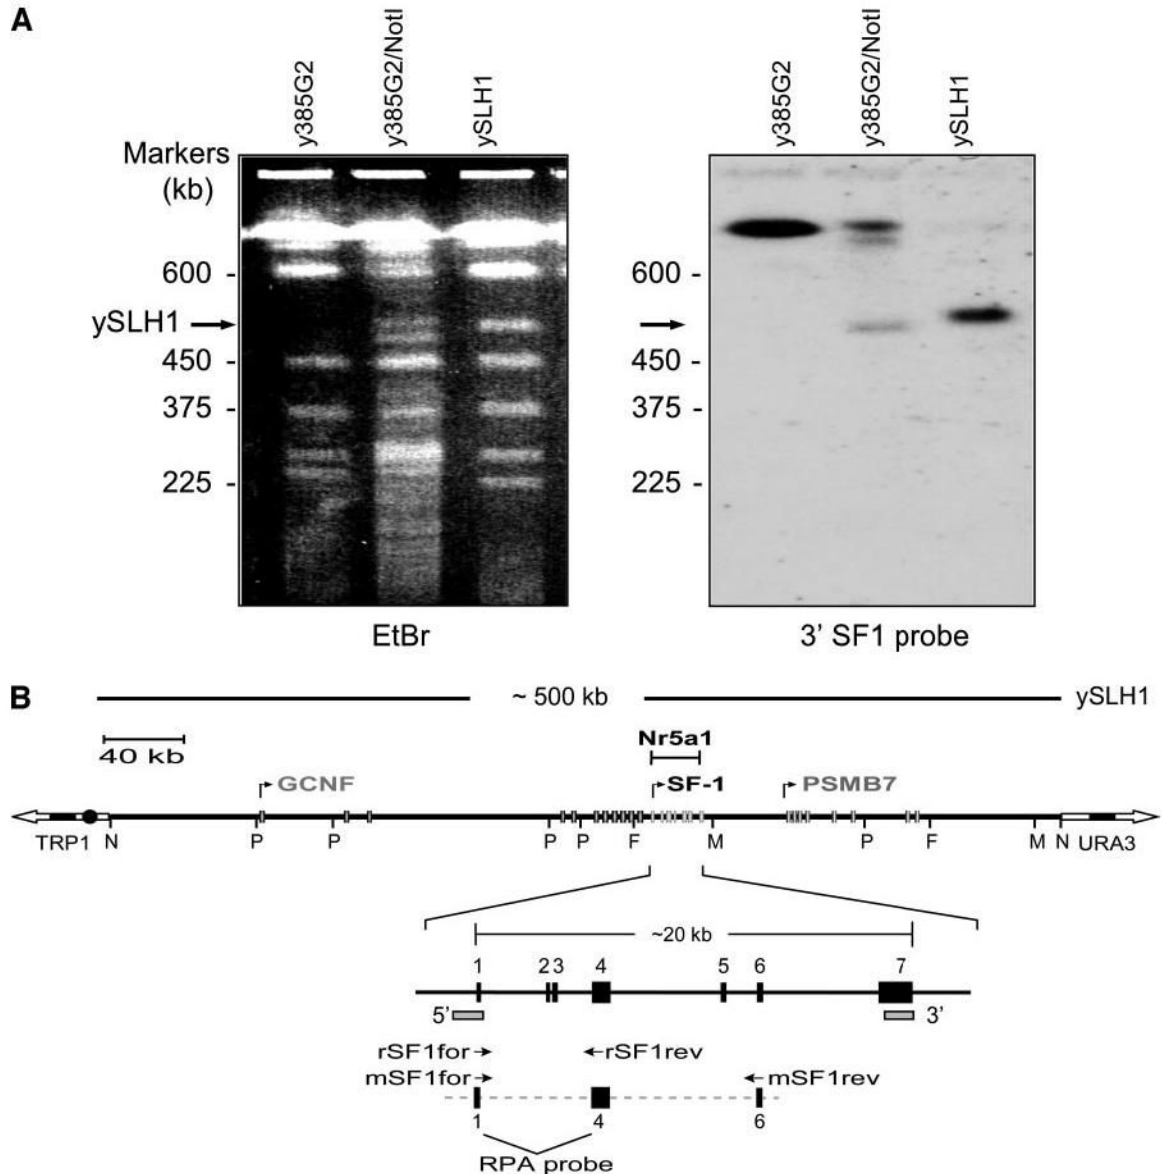 A
y385G2
y385G2/NotI
ySLH1
y385G2
y385G2/NotI
ySLH1
Markers
(kb)
600 -
ySLH1
450 -
375 -
225 -
600 -
450 -
375 -
225 -
EtBr
3’ SF1 probe
B
~ 500 kb
ySLH1
40 kb
Nr5a1
GCNF
SF-1
PSMB7
TRP1 N P P P P F M P F M N URA3
~20 kb
1 2 3 4 5 6 7
5’ 3’
rSF1for rSF1rev
mSF1for mSF1rev
1 4 6
RPA probe